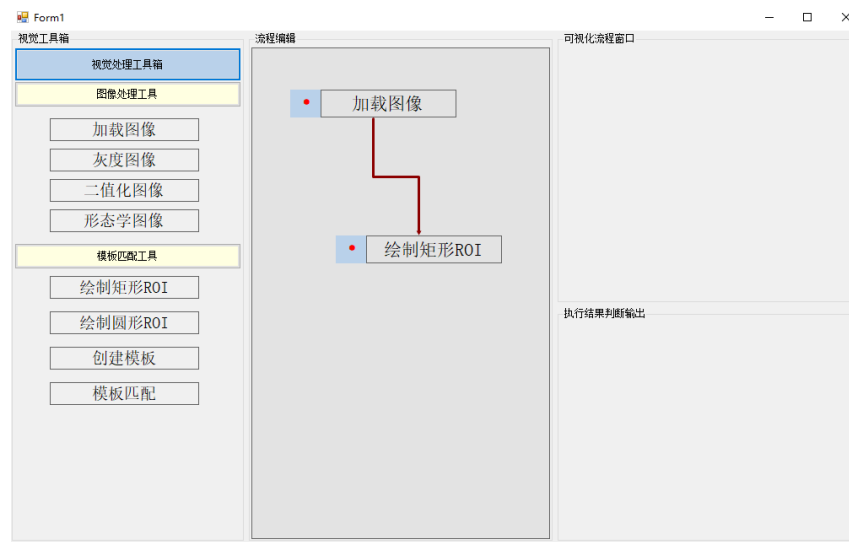 Form1
视觉工具箱
视觉处理工具箱
图像处理工具
加载图像
灰度图像
二值化图像
形态学图像
模板匹配工具
绘制矩形ROI
绘制圆形ROI
创建模板
模板匹配
流程编辑
加载图像
绘制矩形ROI
可视化流程窗口
执行结果判断输出